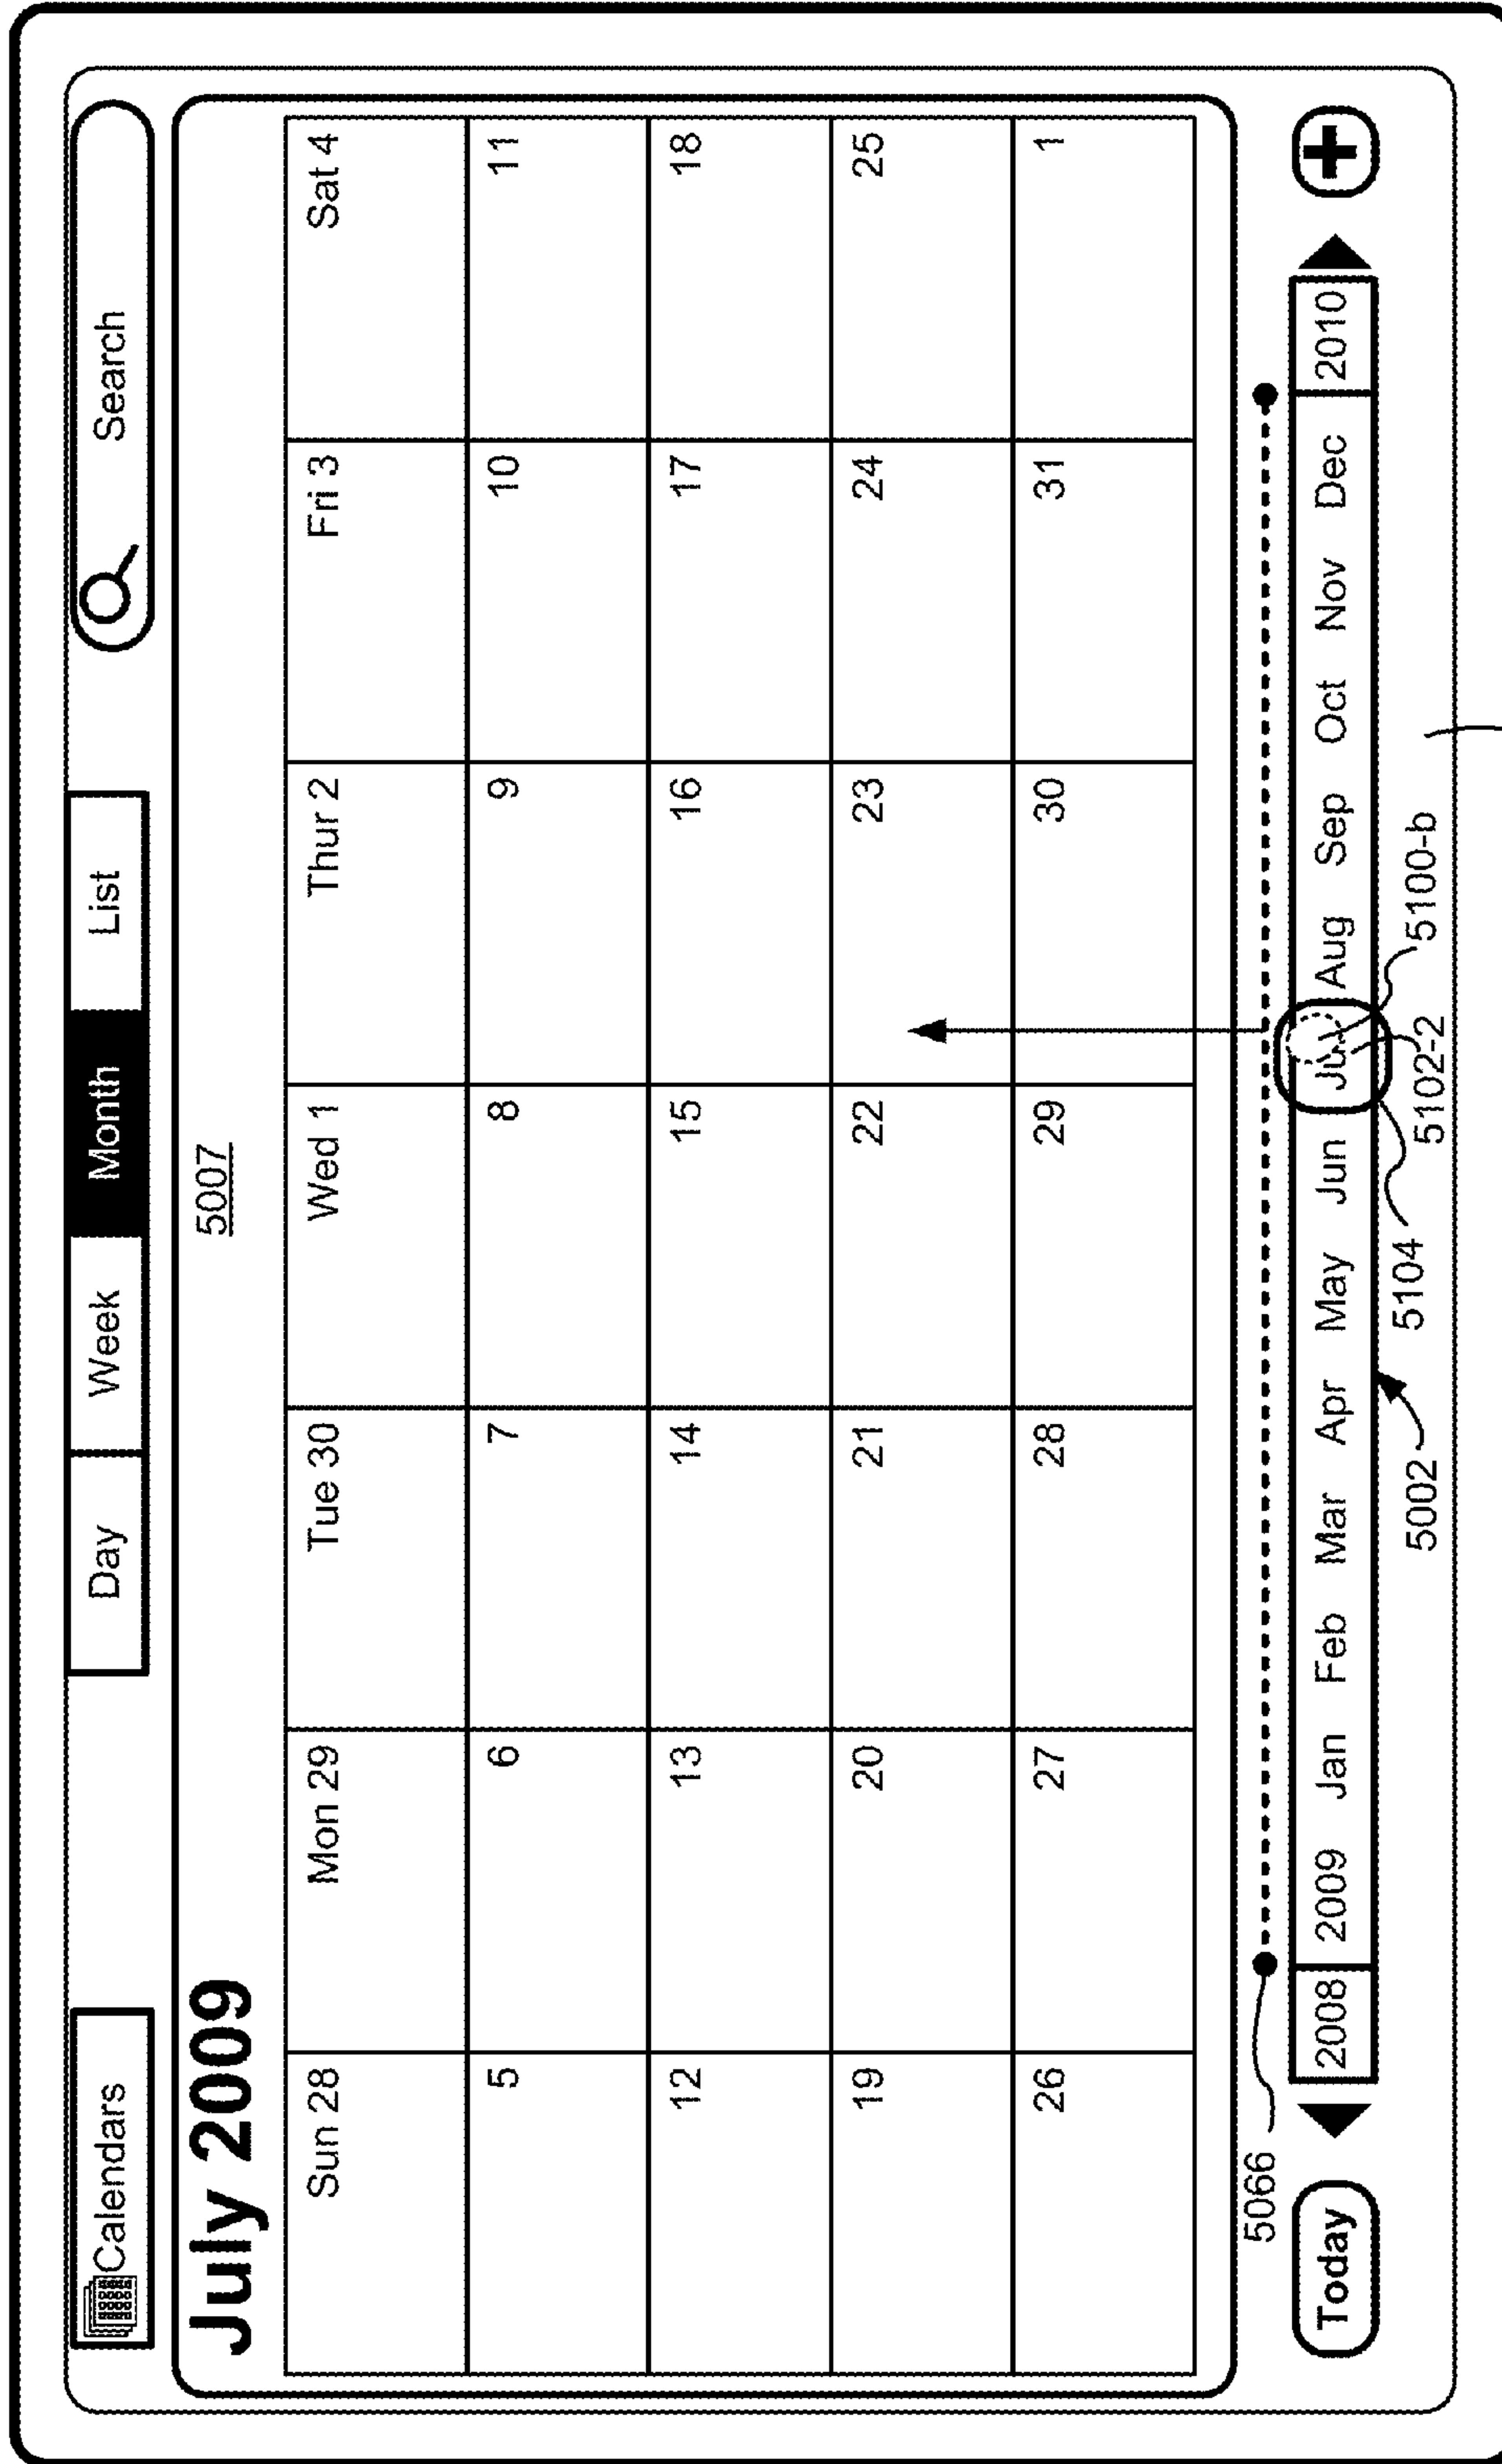 Calendars Day Week Month List Search
July 2009 5007
Sun 28 Mon 29 Tue 30 Wed 1 Thur 2 Fri 3 Sat 4
5 6 7 8 9 10 11
12 13 14 15 16 17 18
19 20 21 22 23 24 25
26 27 28 29 30 31 1
5066
Today 2008 2009 Jan Feb Mar Apr May Jun July Aug Sep Oct Nov Dec 2010
5002 5104 5102-2 5100-b